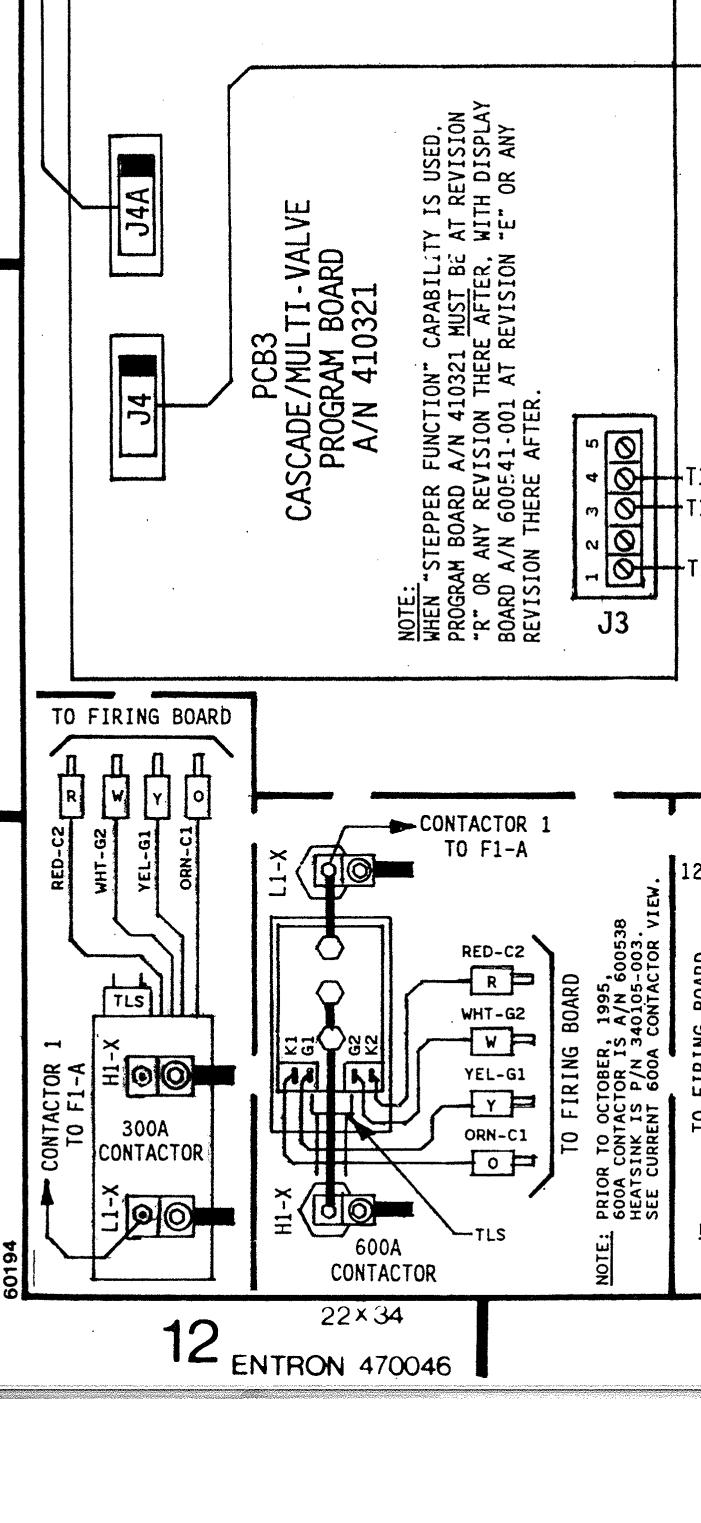 J4A
J4
PCB3
CASCADE/MULTI-VALVE
PROGRAM BOARD
A/N 410321
NOTE:
WHEN "STEPPER FUNCTION" CAPABILITY IS USED,
PROGRAM BOARD A/N 410321 MUST BE AT REVISION
"R" OR ANY REVISION THERE AFTER, WITH DISPLAY
BOARD A/N 600541-001 AT REVISION "E" OR ANY
REVISION THERE AFTER.
1 2 3 4 5
J3
TO FIRING BOARD
R W Y O
RED-C2
WHT-G2
YEL-G1
ORN-C1
TLS
CONTACTOR 1
TO F1-A
H1-X
300A
CONTACTOR
L1-X
CONTACTOR 1
TO F1-A
L1-X
K1
G1
G2
K2
RED-C2
R
WHT-G2
W
YEL-G1
Y
ORN-C1
O
TO FIRING BOARD
H1-X
TLS
600A
CONTACTOR
NOTE: PRIOR TO OCTOBER, 1995,
600A CONTACTOR IS A/N 600538
HEATSINK IS P/N 340105-003.
SEE CURRENT 600A CONTACTOR VIEW.
TO FIRING BOARD
60194
22 x 34
12
ENTRON 470046